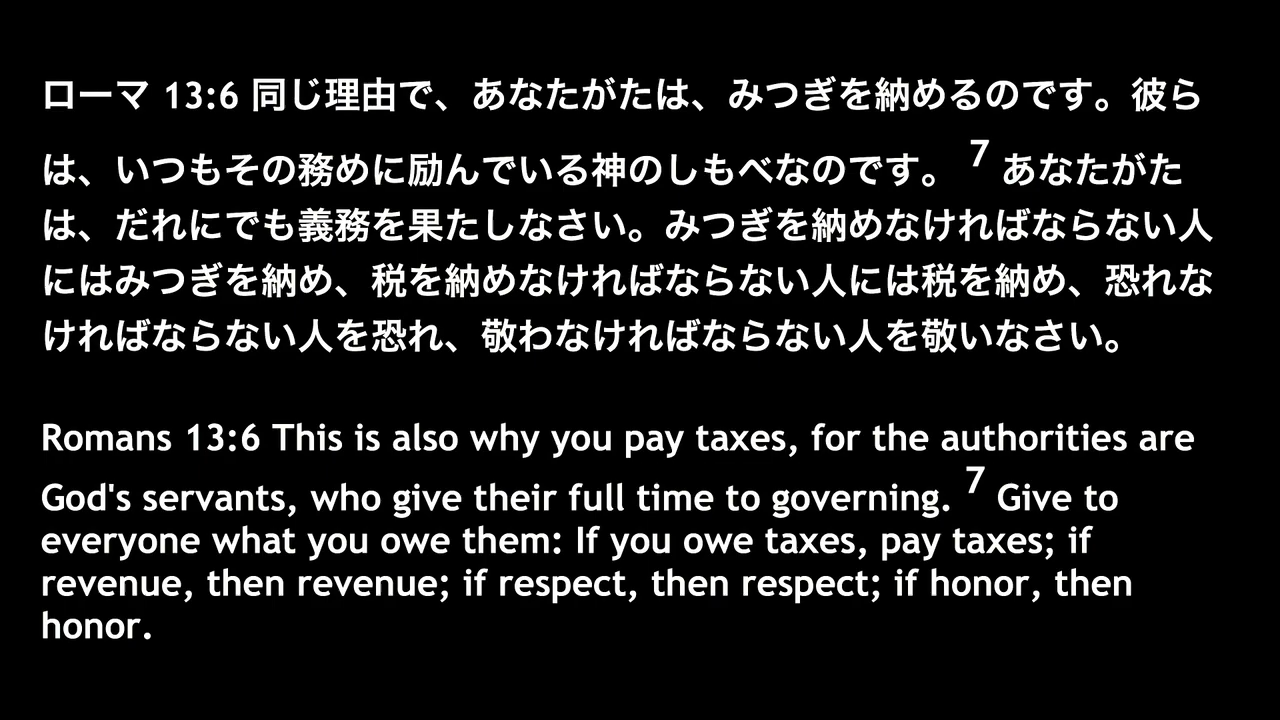 ローマ 13:6 同じ理由で、あなたがたは、みつぎを納めるのです。彼ら
は、いつもその務めに励んでいる神のしもべなのです。 7 あなたがた
は、だれにでも義務を果たしなさい。みつぎを納めなければならない人
にはみつぎを納め、税を納めなければならない人には税を納め、恐れな
ければならない人を恐れ、敬わなければならない人を敬いなさい。
Romans 13:6 This is also why you pay taxes, for the authorities are
God's servants, who give their full time to governing. 7 Give to
everyone what you owe them: If you owe taxes, pay taxes; if
revenue, then revenue; if respect, then respect; if honor, then
honor.